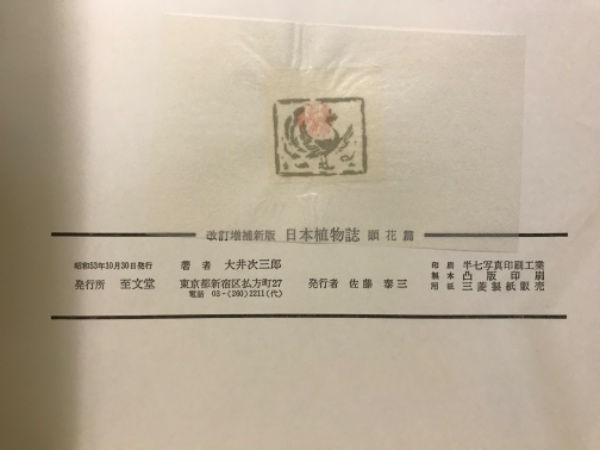 改訂増補新版 日本植物誌 顕花篇
昭和53年10月30日発行 著者 大井次三郎 印刷 半七写真印刷工業
製本 凸版印刷
発行所 至文堂 東京都新宿区払方町27 発行者 佐藤泰三 用紙 三菱製紙販売
電話 03-(260)2211(代)